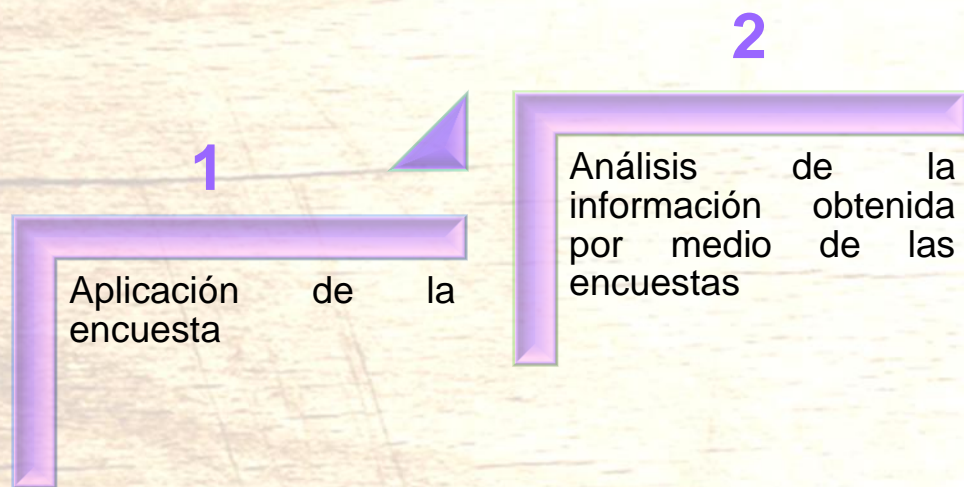 1
Aplicación de la
encuesta
2
Análisis de la
información obtenida
por medio de las
encuestas